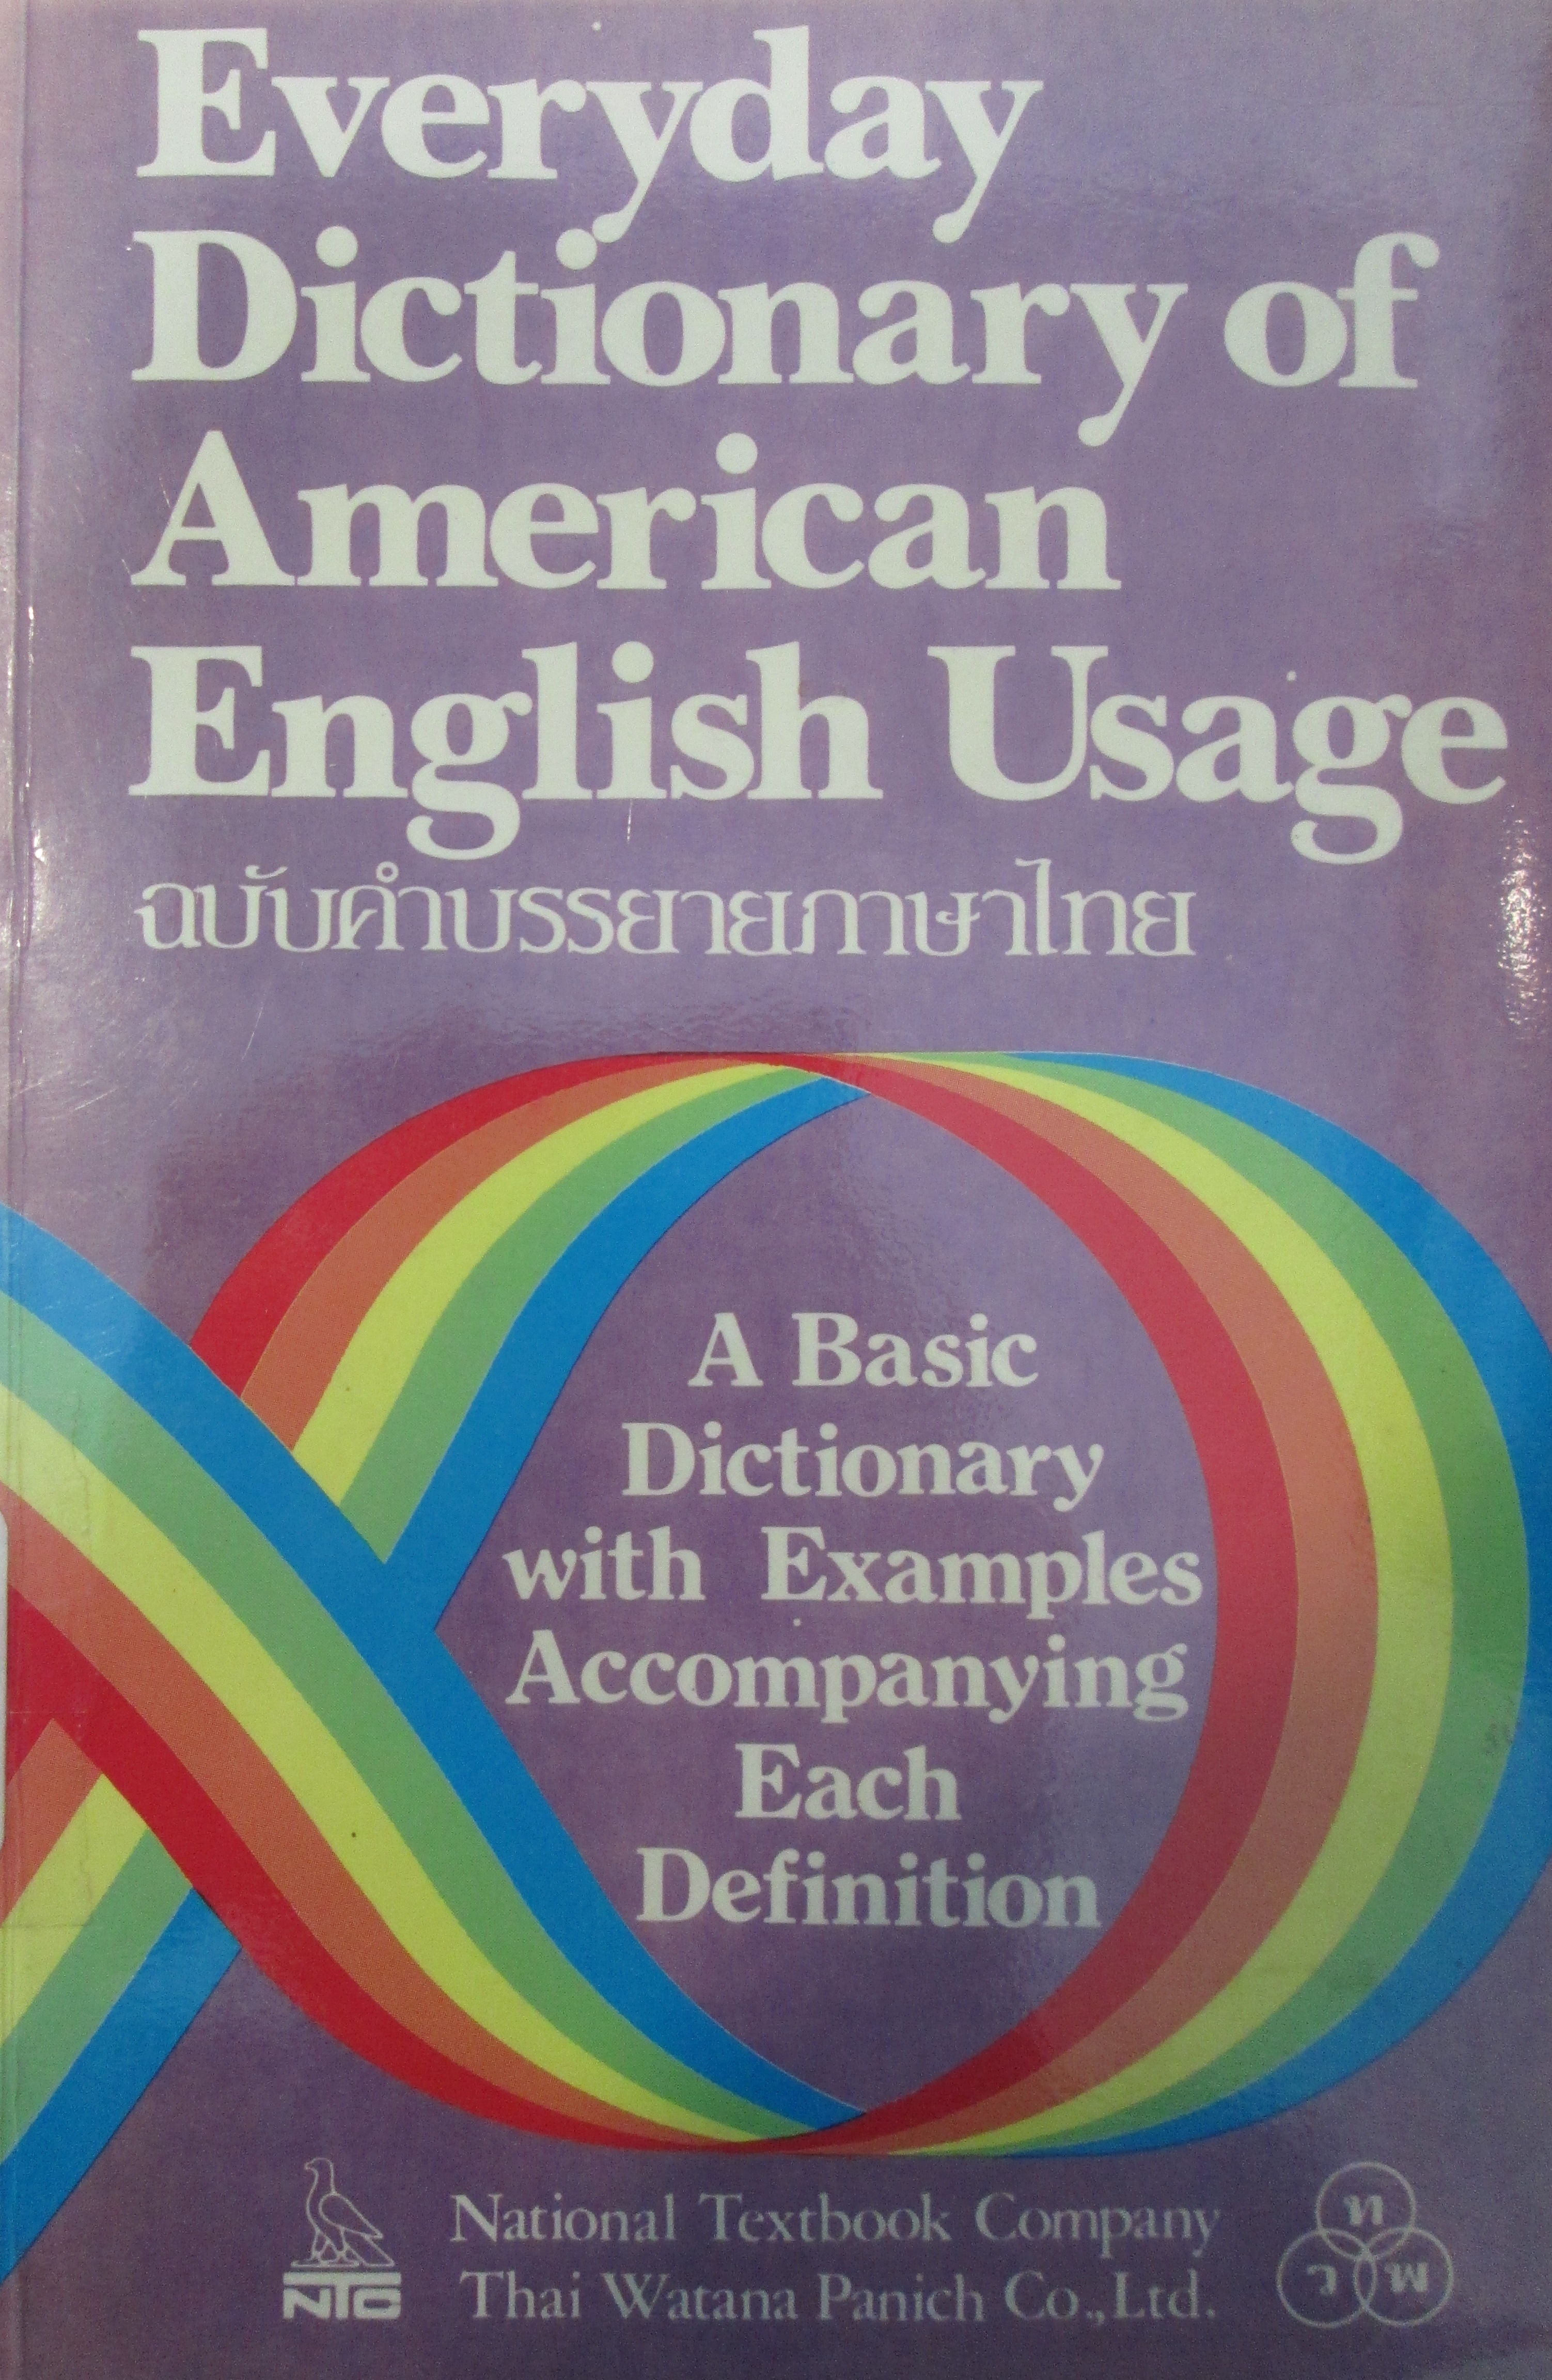 Everyday
Dictionary of
American
English Usage
ฉบับคำบรรยายภาษาไทย
A Basic
Dictionary
with Examples
Accompanying
Each
Definition
NTC
National Textbook Company
Thai Watana Panich Co., Ltd.
ท
ว พ